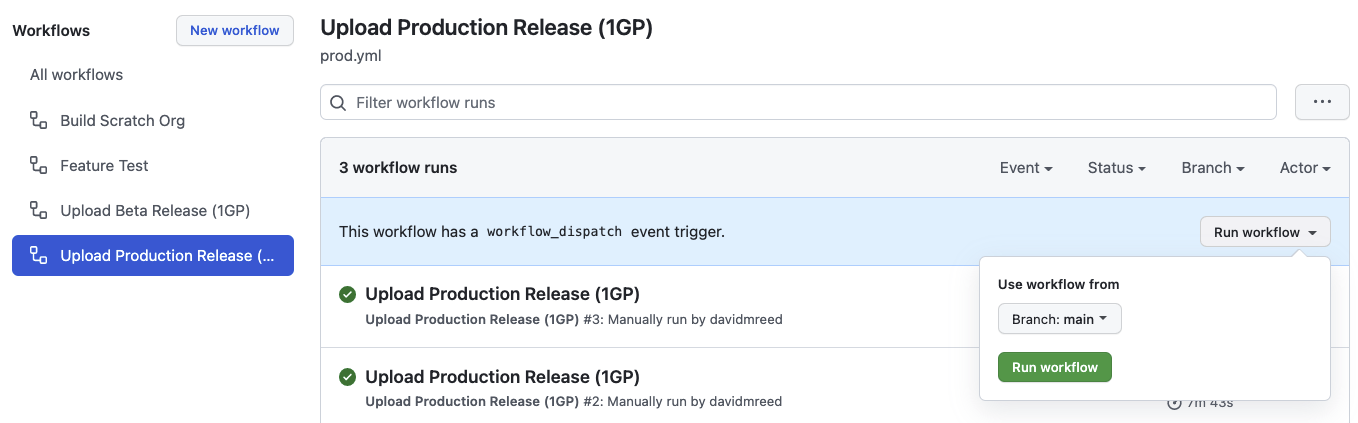 Workflows
New workflow
All workflows
Build Scratch Org
Feature Test
Upload Beta Release (1GP)
Upload Production Release (...
Upload Production Release (1GP)
prod.yml
Filter workflow runs
...
3 workflow runs
Event
Status
Branch
Actor
This workflow has a workflow_dispatch event trigger.
Run workflow
Use workflow from
Branch: main
Run workflow
Upload Production Release (1GP)
Upload Production Release (1GP) #3: Manually run by davidmreed
Upload Production Release (1GP)
Upload Production Release (1GP) #2: Manually run by davidmreed
7m 43s